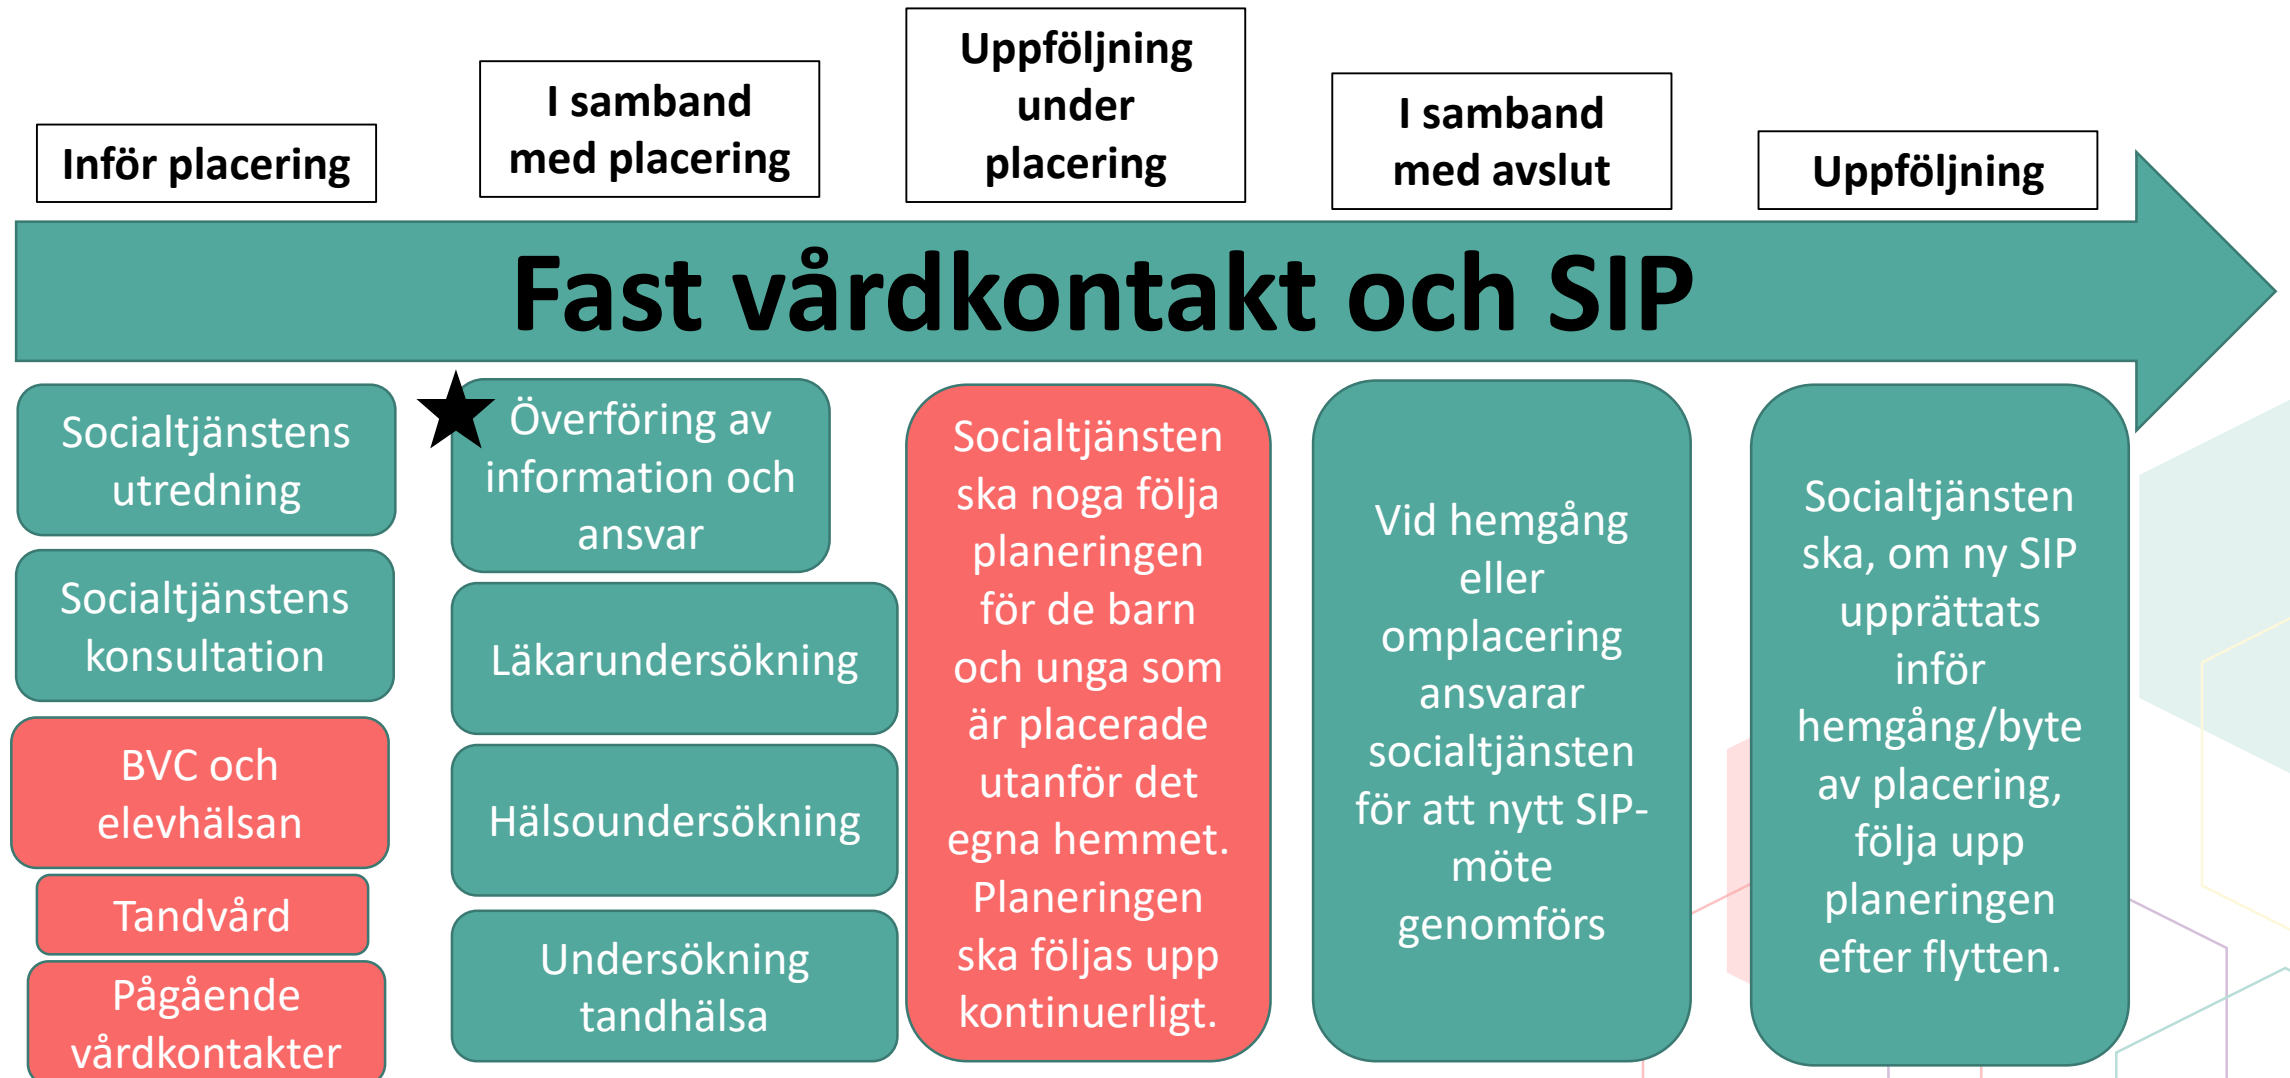 Inför placering
I samband
med placering
Uppföljning
under
placering
I samband
med avslut
Uppföljning
Fast vårdkontakt och SIP
Socialtjänstens
utredning
Socialtjänstens
konsultation
BVC och
elevhälsan
Tandvård
Pågående
vårdkontakter
Överföring av
information och
ansvar
Läkarundersökning
Hälsoundersökning
Undersökning
tandhälsa
Socialtjänsten
ska noga följa
planeringen
för de barn
och unga som
är placerade
utanför det
egna hemmet.
Planeringen
ska följas upp
kontinuerligt.
Vid hemgång
eller
omplacering
ansvarar
socialtjänsten
för att nytt SIP-
möte
genomförs
Socialtjänsten
ska, om ny SIP
upprättats
inför
hemgång/byte
av placering,
följa upp
planeringen
efter flytten.